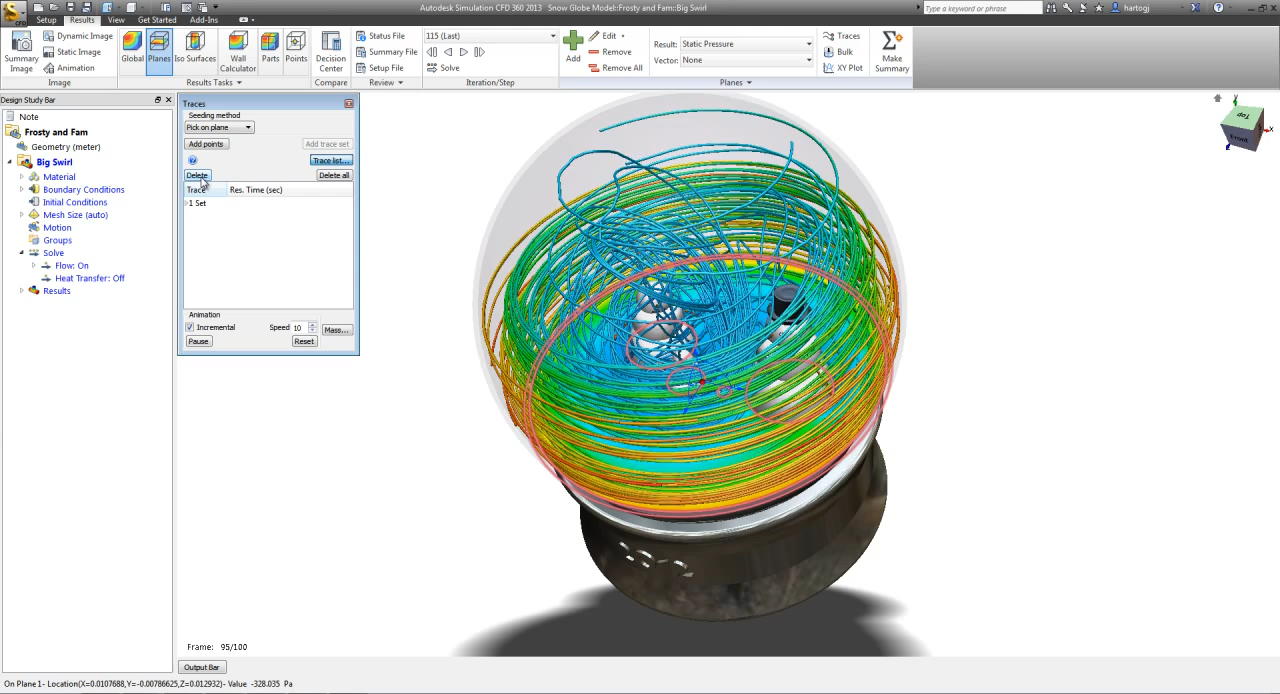 Autodesk Simulation CFD 360 2013   Snow Globe Model::Frosty and Fam::Big Swirl
Type a keyword or phrase
hartogj
CFD
Setup Results View Get Started Add-Ins
Summary Image
Dynamic Image
Static Image
Animation
Image
Global Planes Iso Surfaces Wall Calculator Parts Points
Results Tasks
Decision Center
Compare
Status File
Summary File
Setup File
Review
115 (Last)
Solve
Iteration/Step
Add
Edit
Remove
Remove All
Result: Static Pressure
Vector: None
Traces
Bulk
XY Plot
Make Summary
Planes
Design Study Bar
Note
Frosty and Fam
Geometry (meter)
Big Swirl
Material
Boundary Conditions
Initial Conditions
Mesh Size (auto)
Motion
Groups
Solve
Flow: On
Heat Transfer: Off
Results
Traces
Seeding method
Pick on plane
Add points Add trace set
Trace list...
Delete Delete all
Trace Res. Time (sec)
1 Set
Animation
Incremental Speed 10 Mass...
Pause Reset
Top
Front
Y
X
Frame: 95/100
Output Bar
On Plane 1- Location(X=0.0107688,Y=-0.00786625,Z=0.012932)- Value -328.035 Pa